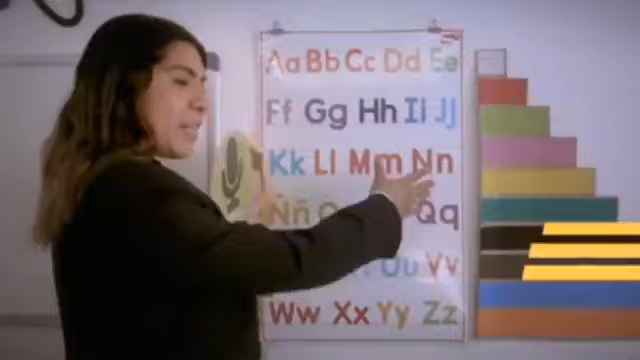 Aa Bb Cc Dd Ee
Ff Gg Hh Ii Jj
Kk Ll Mm Nn
Ññ Qq
Uu Vv
Ww Xx Yy Zz